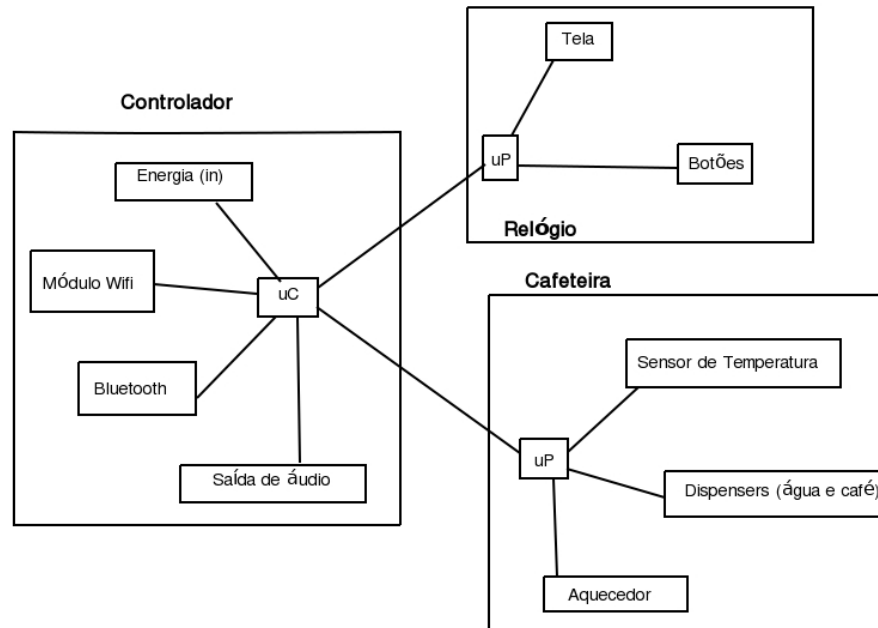 Controlador
Energia (in)
Módulo Wifi
uC
Bluetooth
Saída de áudio
Tela
uP
Botões
Relógio
Cafeteira
Sensor de Temperatura
uP
Dispensers (água e café)
Aquecedor